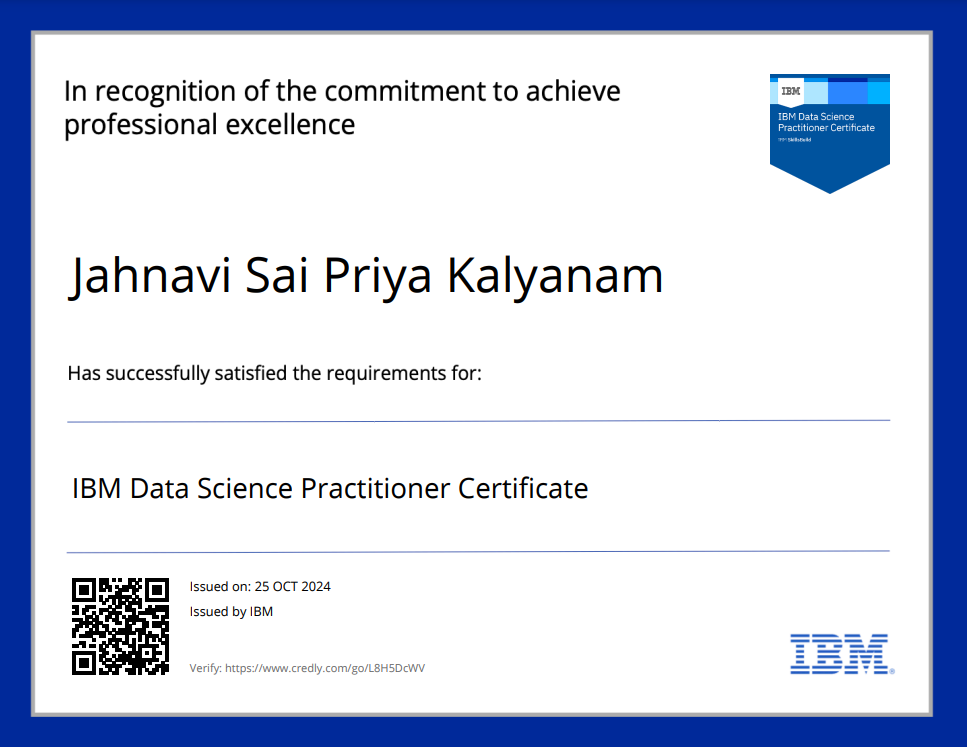 In recognition of the commitment to achieve
professional excellence
IBM
IBM Data Science
Practitioner Certificate
IBM SkillsBuild
Jahnavi Sai Priya Kalyanam
Has successfully satisfied the requirements for:
IBM Data Science Practitioner Certificate
Issued on: 25 OCT 2024
Issued by IBM
Verify: https://www.credly.com/go/L8H5DcWV
IBM®